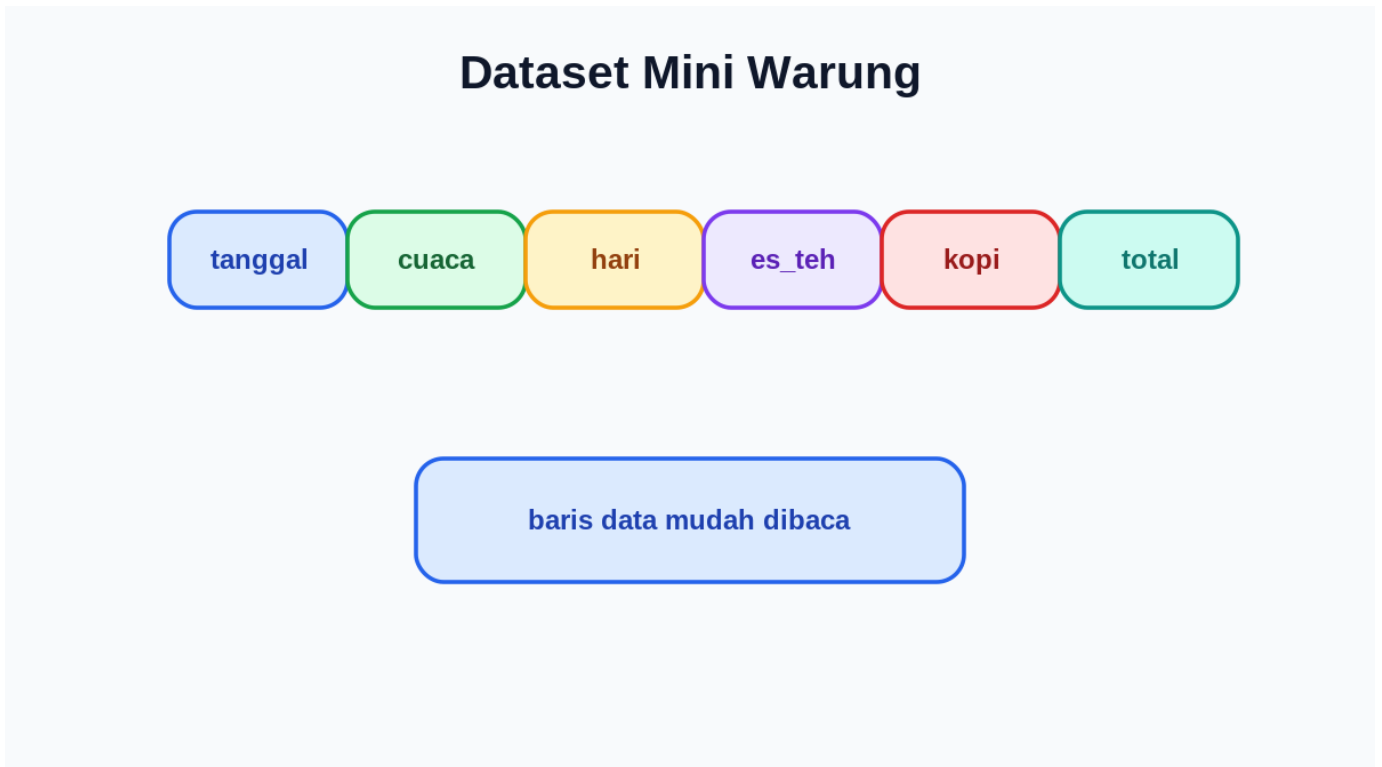 Dataset Mini Warung
tanggal cuaca hari es_teh kopi total
baris data mudah dibaca